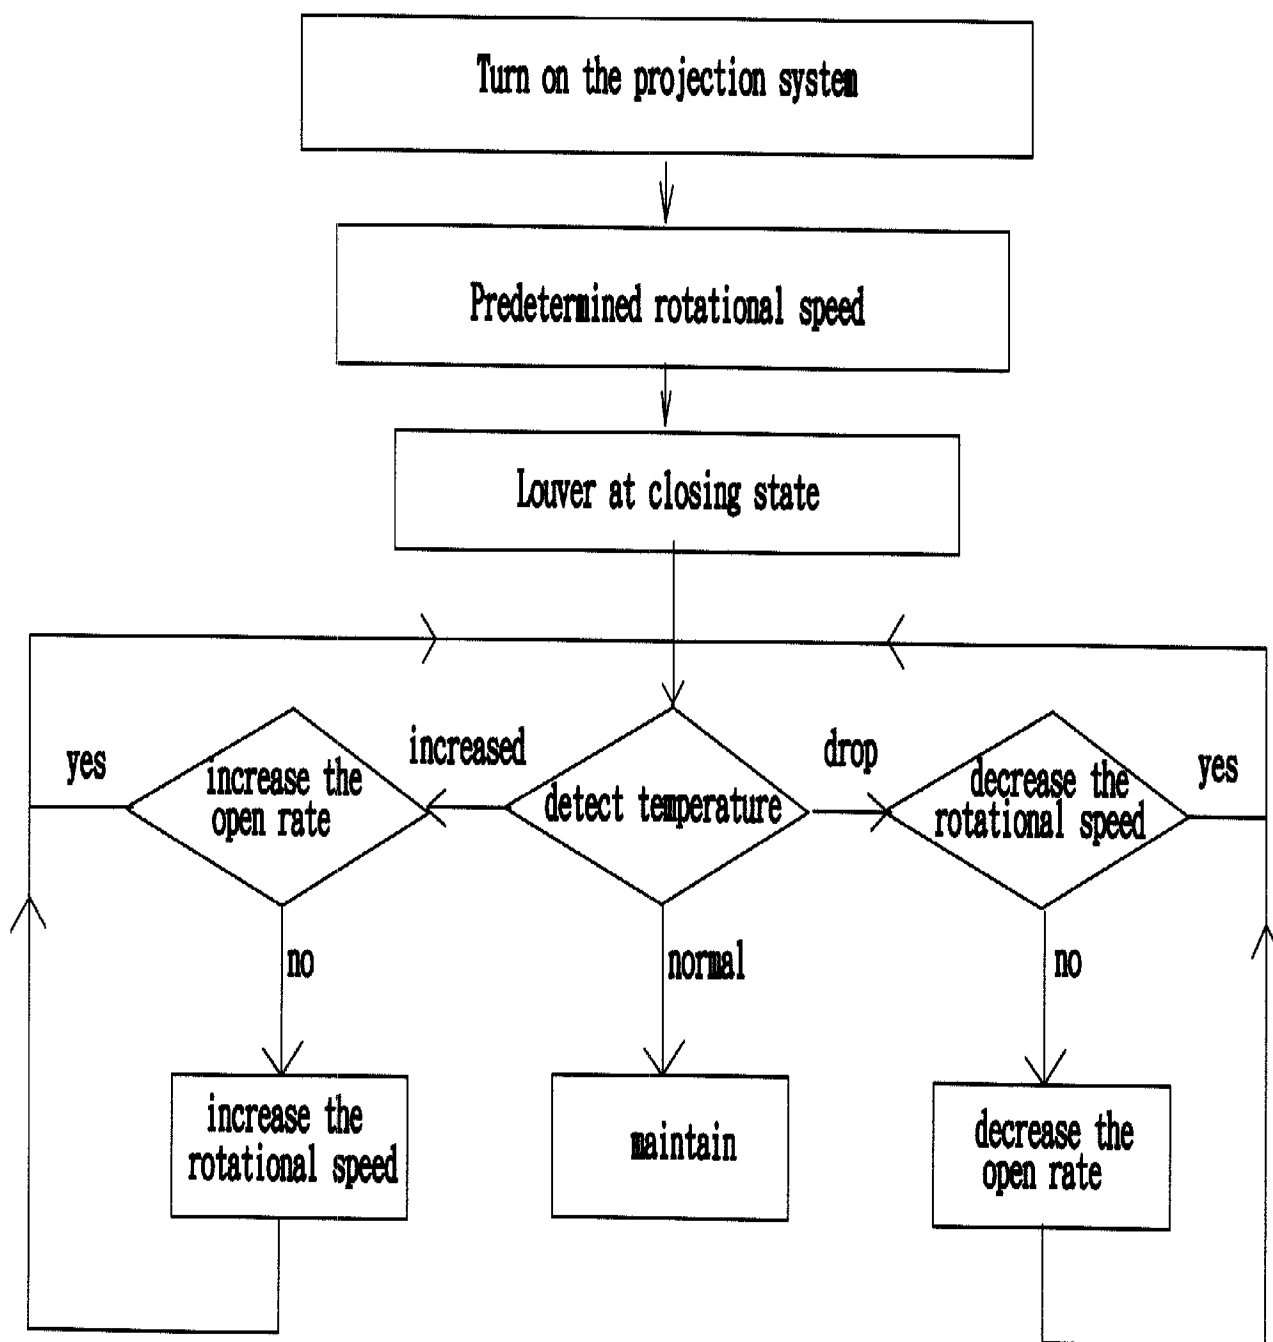 Turn on the projection system
Predetermined rotational speed
Louver at closing state
yes
increase the
open rate
increased
detect temperature
drop
decrease the
rotational speed
yes
no
normal
no
increase the
rotational speed
maintain
decrease the
open rate